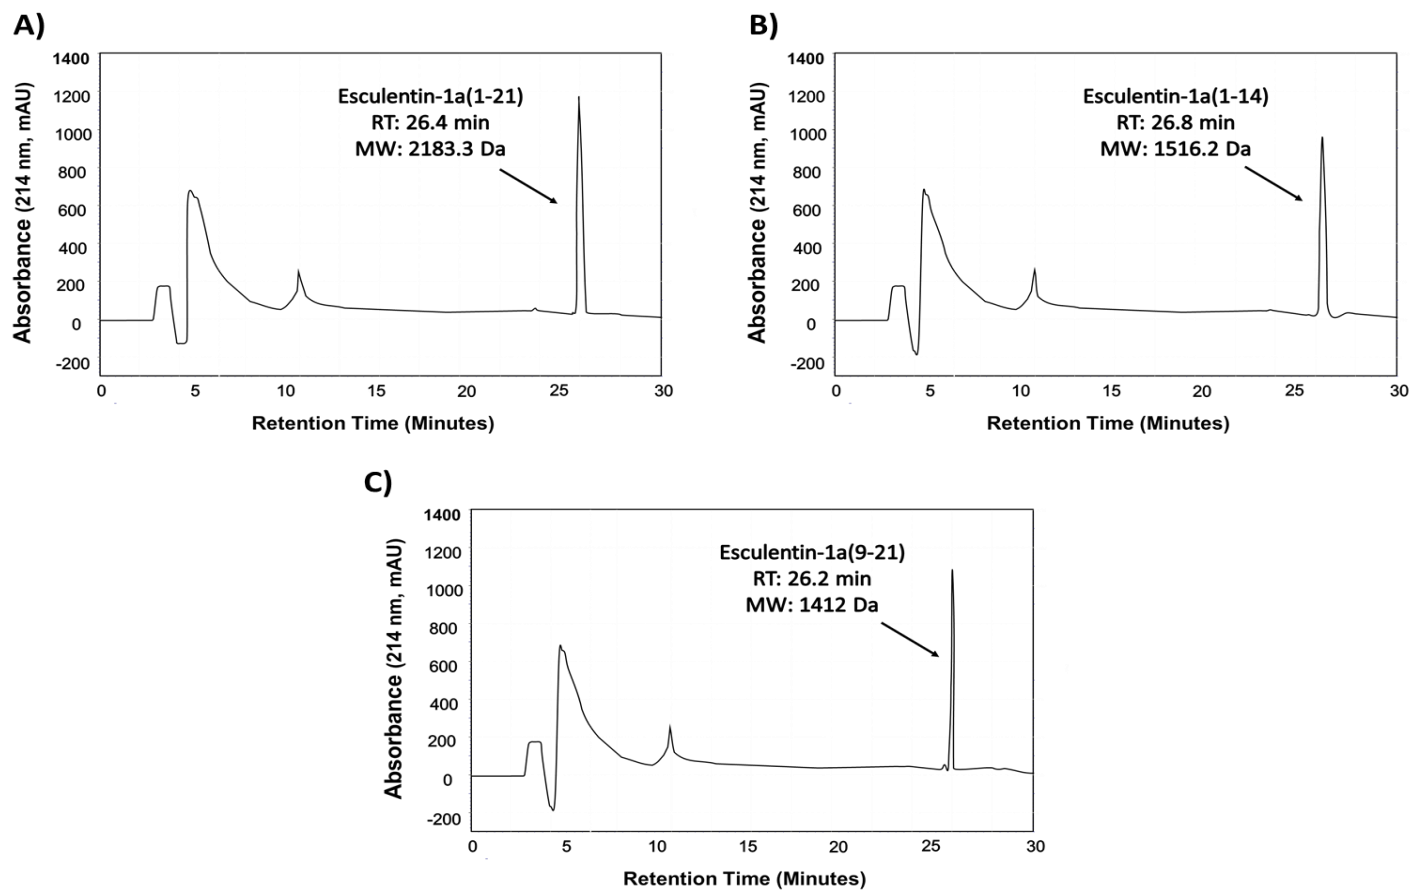 A)
1400
1200
1000
800
600
400
200
0
-200
Absorbance (214 nm, mAU)
Esculentin-1a(1-21)
RT: 26.4 min
MW: 2183.3 Da
0 5 10 15 20 25 30
Retention Time (Minutes)
B)
1400
1200
1000
800
600
400
200
0
-200
Absorbance (214 nm, mAU)
Esculentin-1a(1-14)
RT: 26.8 min
MW: 1516.2 Da
0 5 10 15 20 25 30
Retention Time (Minutes)
C)
1400
1200
1000
800
600
400
200
0
-200
Absorbance (214 nm, mAU)
Esculentin-1a(9-21)
RT: 26.2 min
MW: 1412 Da
0 5 10 15 20 25 30
Retention Time (Minutes)